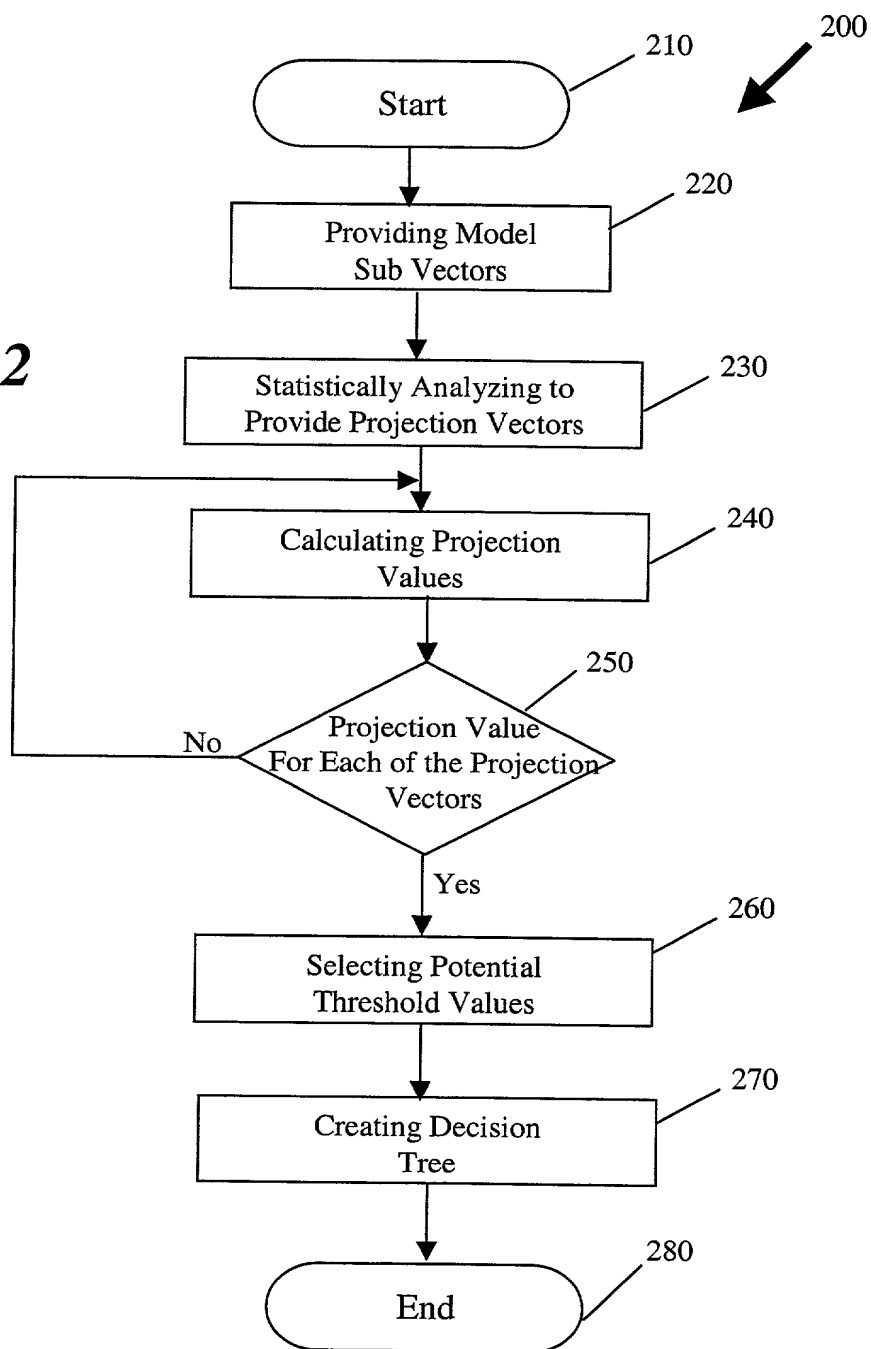 200
210
Start
220
Providing Model
Sub Vectors
2
230
Statistically Analyzing to
Provide Projection Vectors
240
Calculating Projection
Values
250
Projection Value
For Each of the Projection
Vectors
No
Yes
260
Selecting Potential
Threshold Values
270
Creating Decision
Tree
280
End